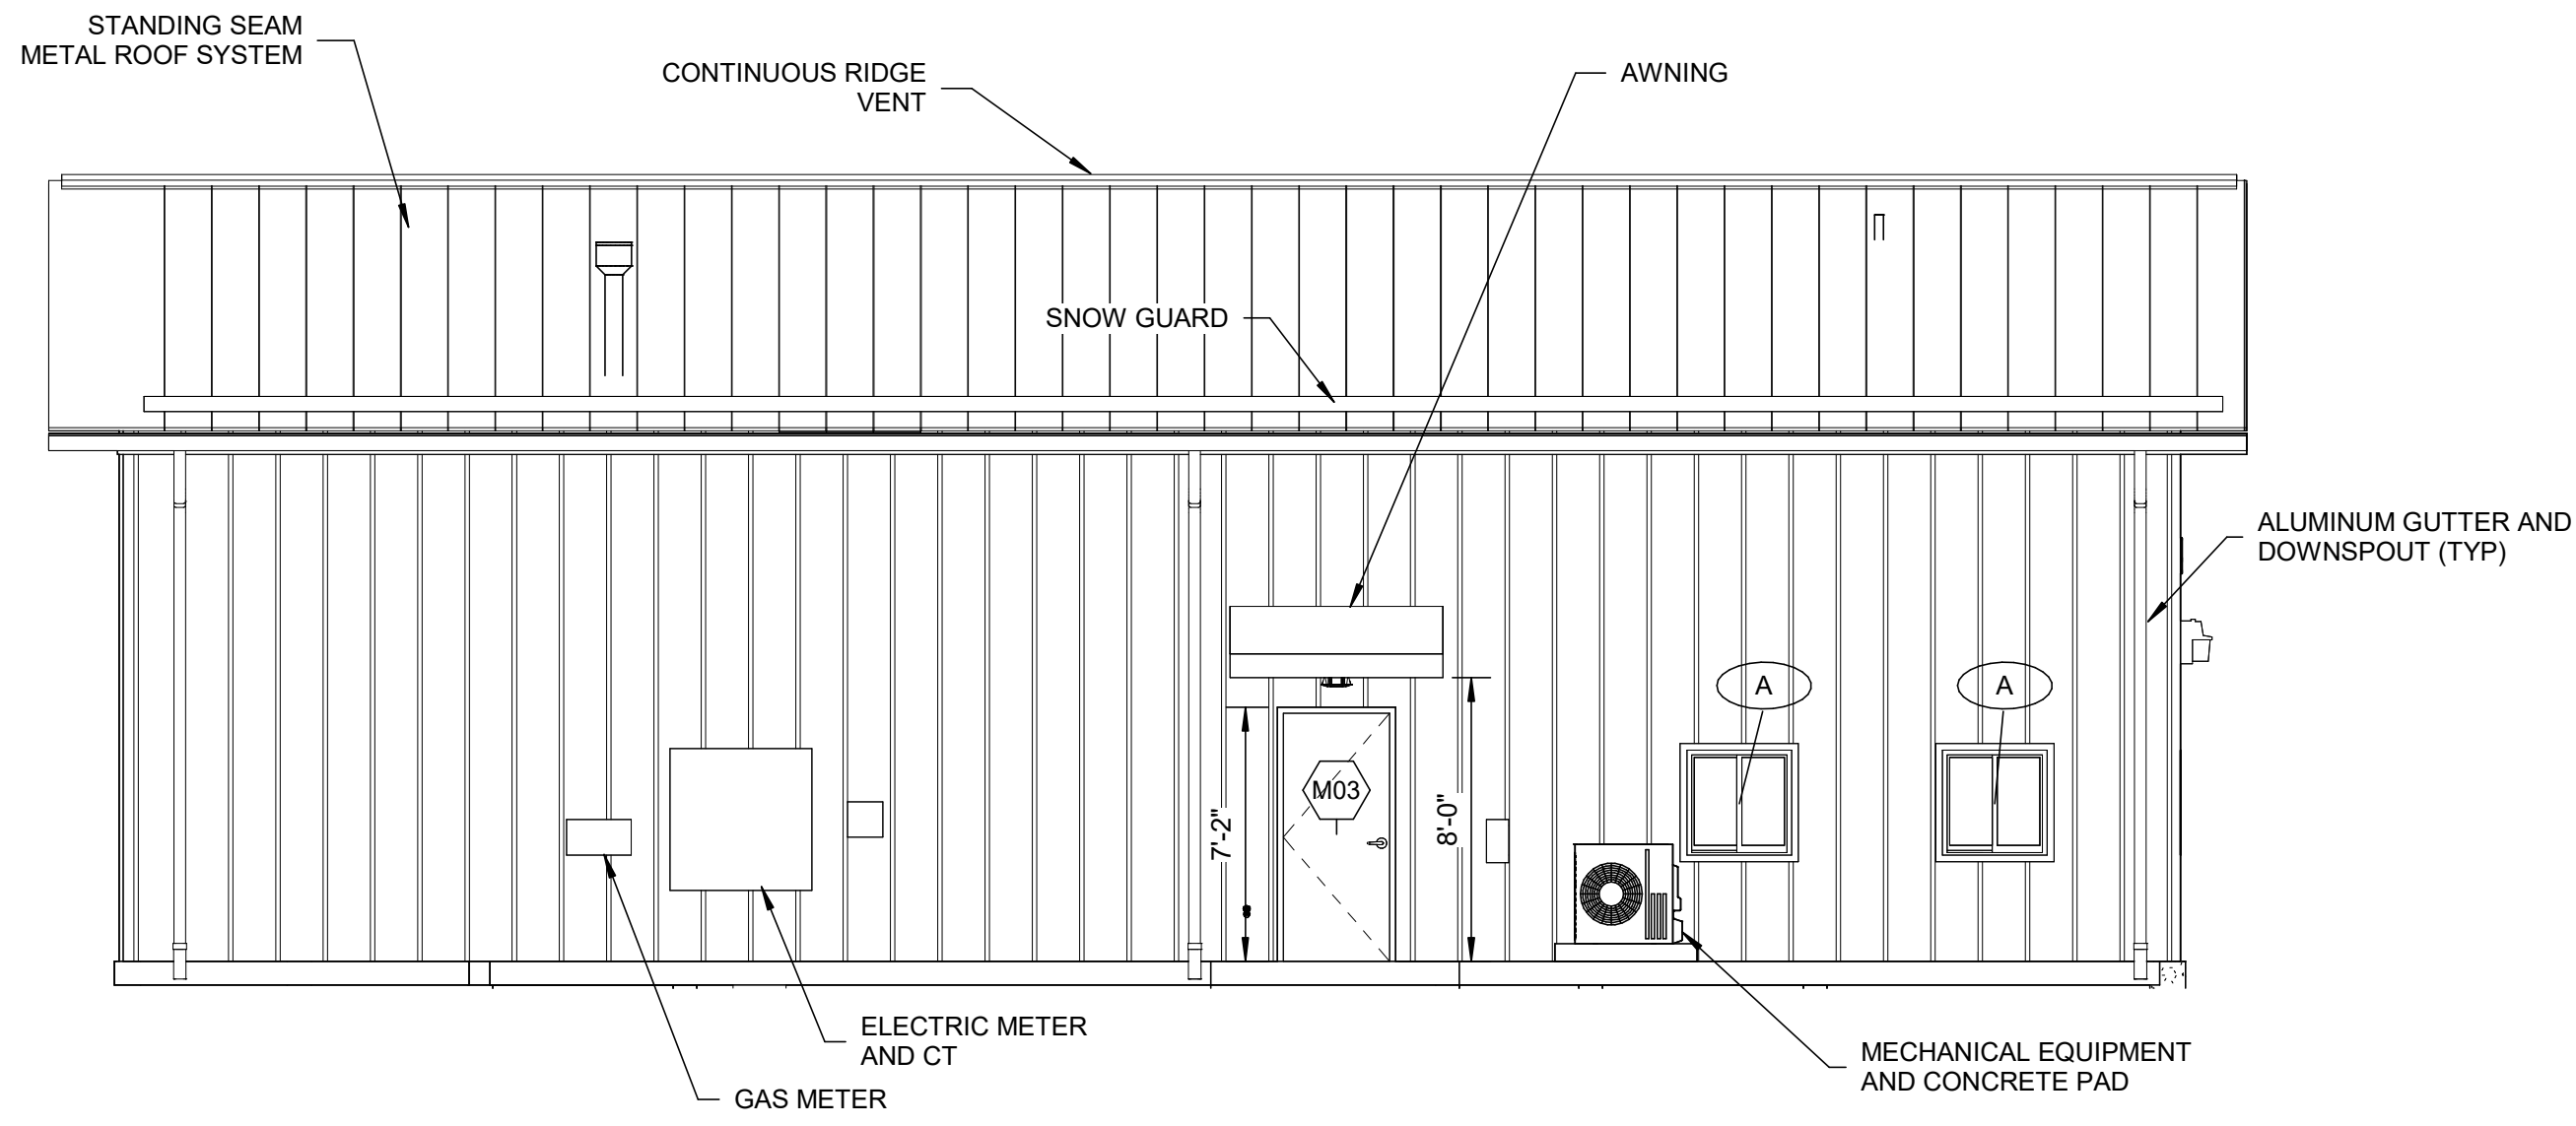 STANDING SEAM
METAL ROOF SYSTEM
CONTINUOUS RIDGE
VENT
AWNING
SNOW GUARD
ALUMINUM GUTTER AND
DOWNSPOUT (TYP)
A
A
M03
7'-2"
8'-0"
ELECTRIC METER
AND CT
GAS METER
MECHANICAL EQUIPMENT
AND CONCRETE PAD